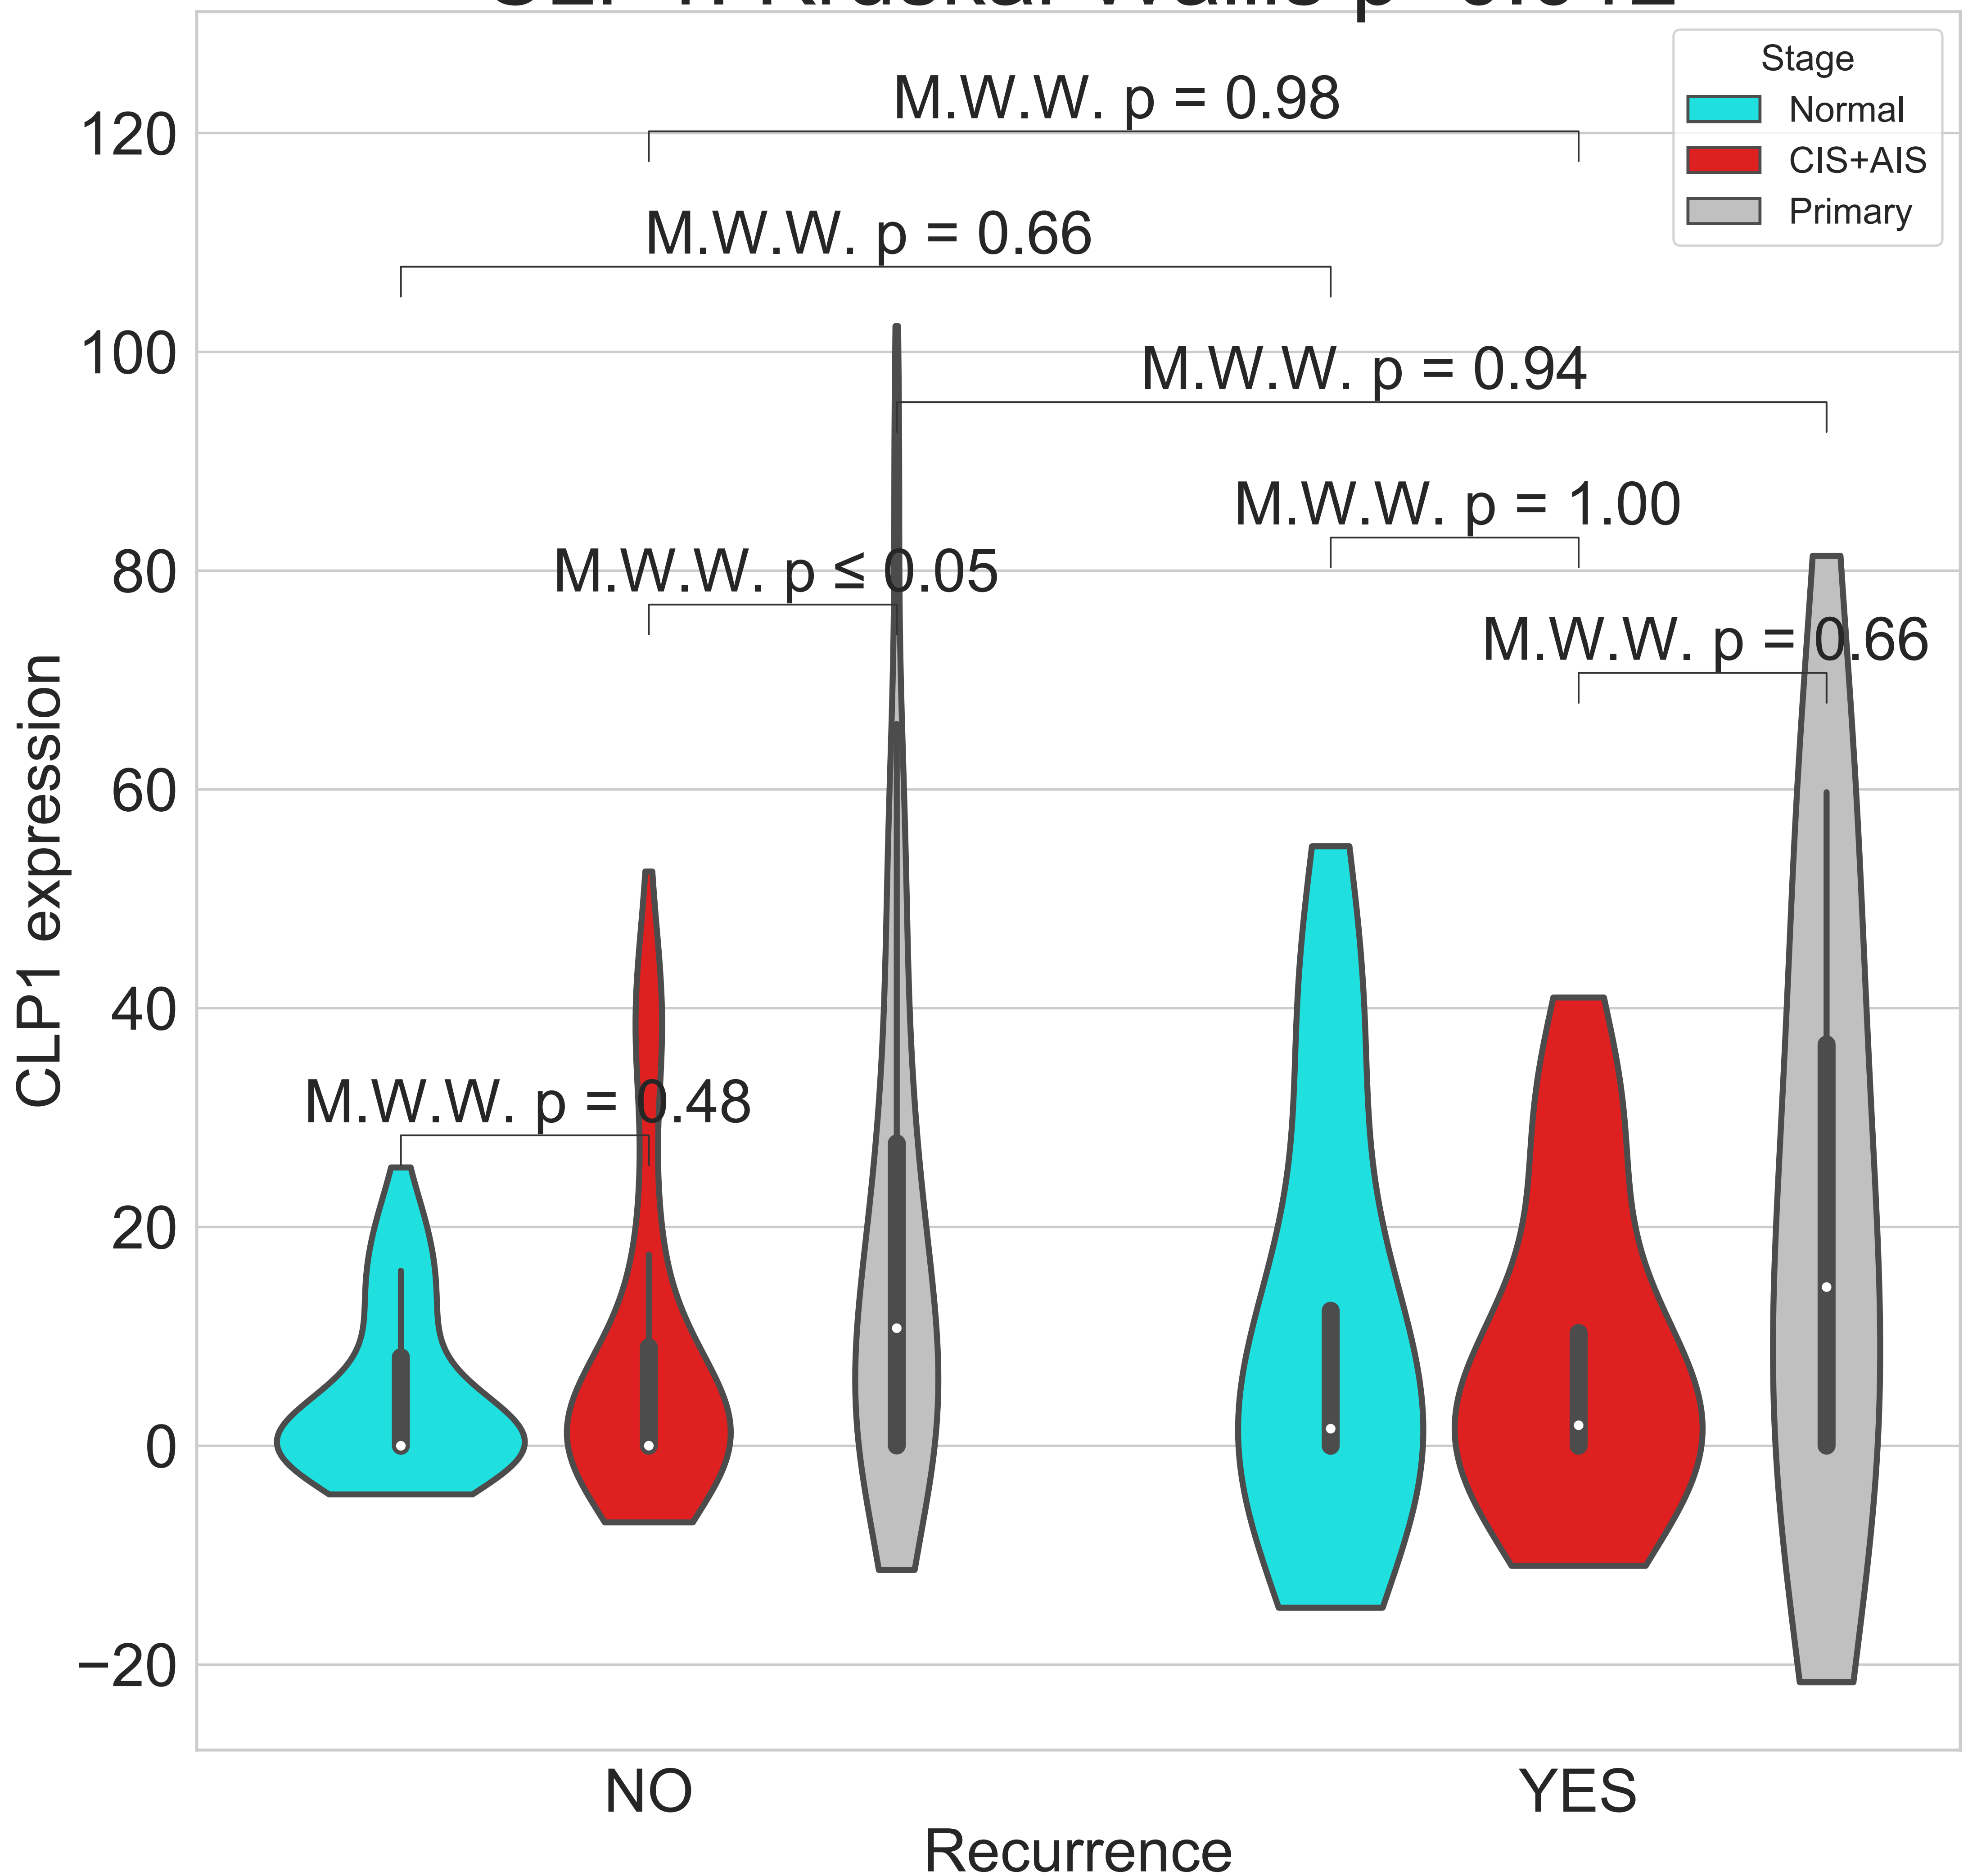 Stage
Normal
CIS+AIS
Primary
M.W.W. p = 0.98
M.W.W. p = 0.66
M.W.W. p = 0.94
M.W.W. p = 1.00
M.W.W. p ≤ 0.05
M.W.W. p = 0.66
M.W.W. p = 0.48
120
100
80
60
40
20
0
−20
CLP1 expression
NO
YES
Recurrence